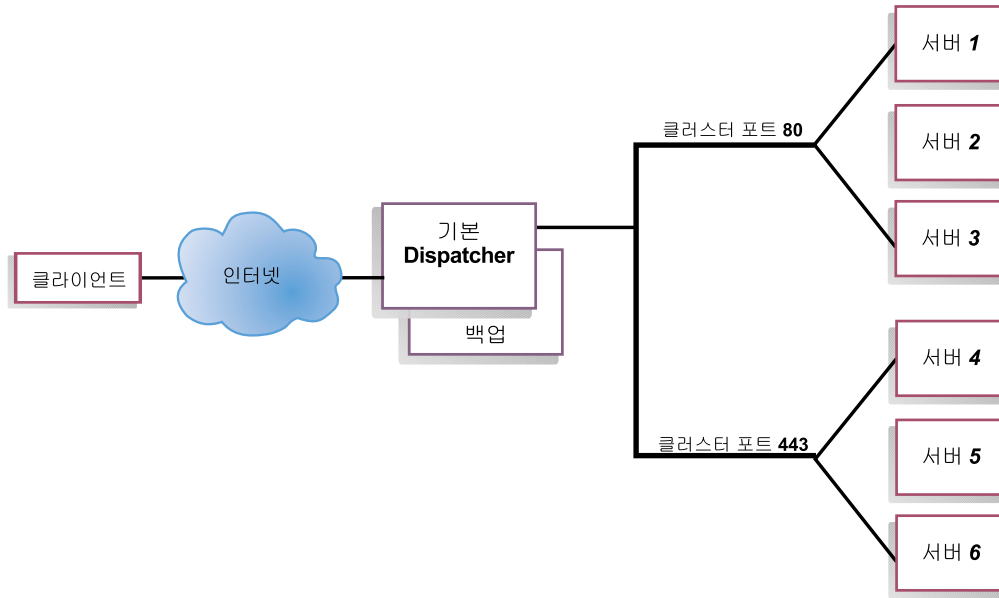 클라이언트
인터넷
기본
Dispatcher
백업
클러스터 포트 80
서버 1
서버 2
서버 3
클러스터 포트 443
서버 4
서버 5
서버 6